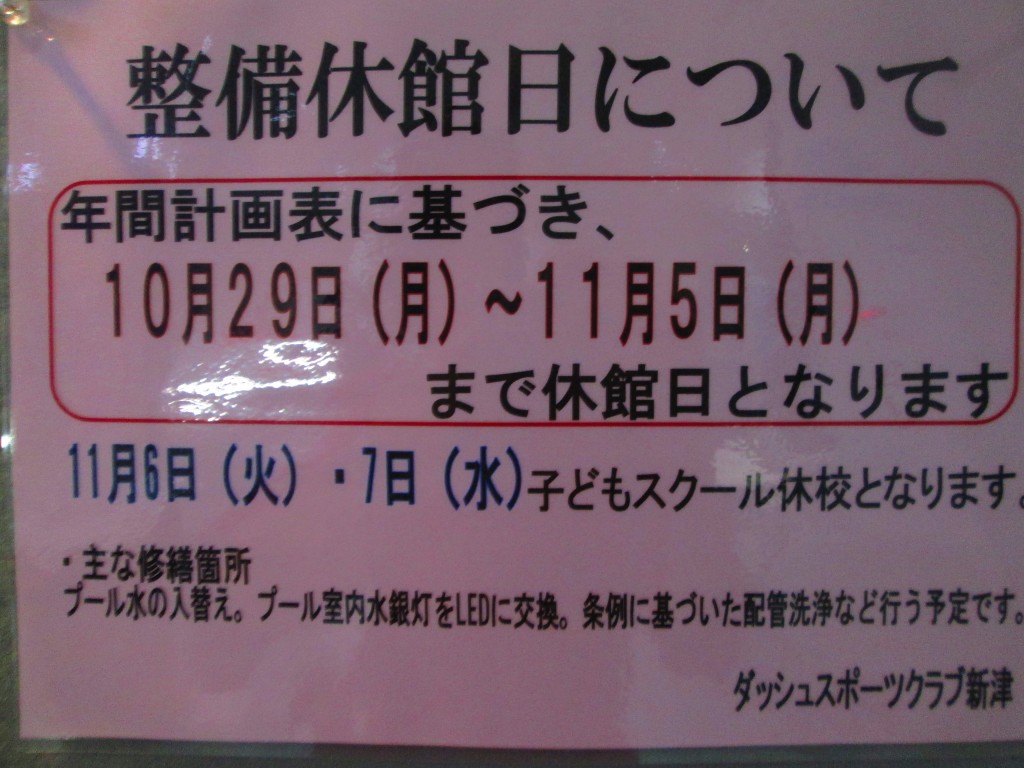 整備休館日について
年間計画表に基づき、
10月29日(月)~11月5日(月)
まで休館日となります
11月6日(火)・7日(水)子どもスクール休校となります。
・主な修繕箇所
プール水の入替え。プール室内水銀灯をLEDに交換。条例に基づいた配管洗浄など行う予定です。
ダッシュスポーツクラブ新津